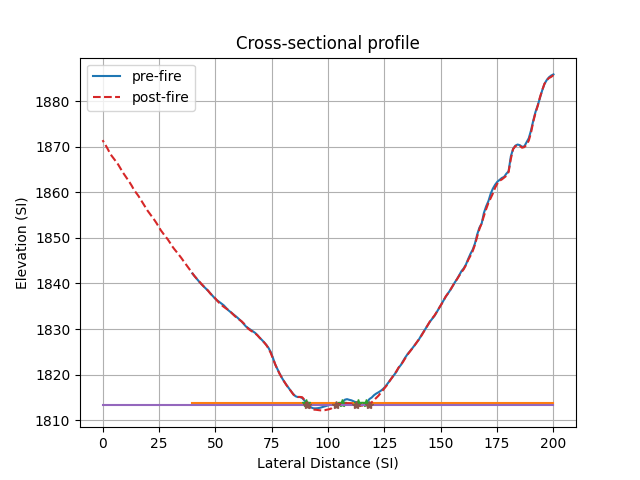 Cross-sectional profile
pre-fire
post-fire
1880
1870
1860
1850
1840
1830
1820
1810
Elevation (SI)
0 25 50 75 100 125 150 175 200
Lateral Distance (SI)